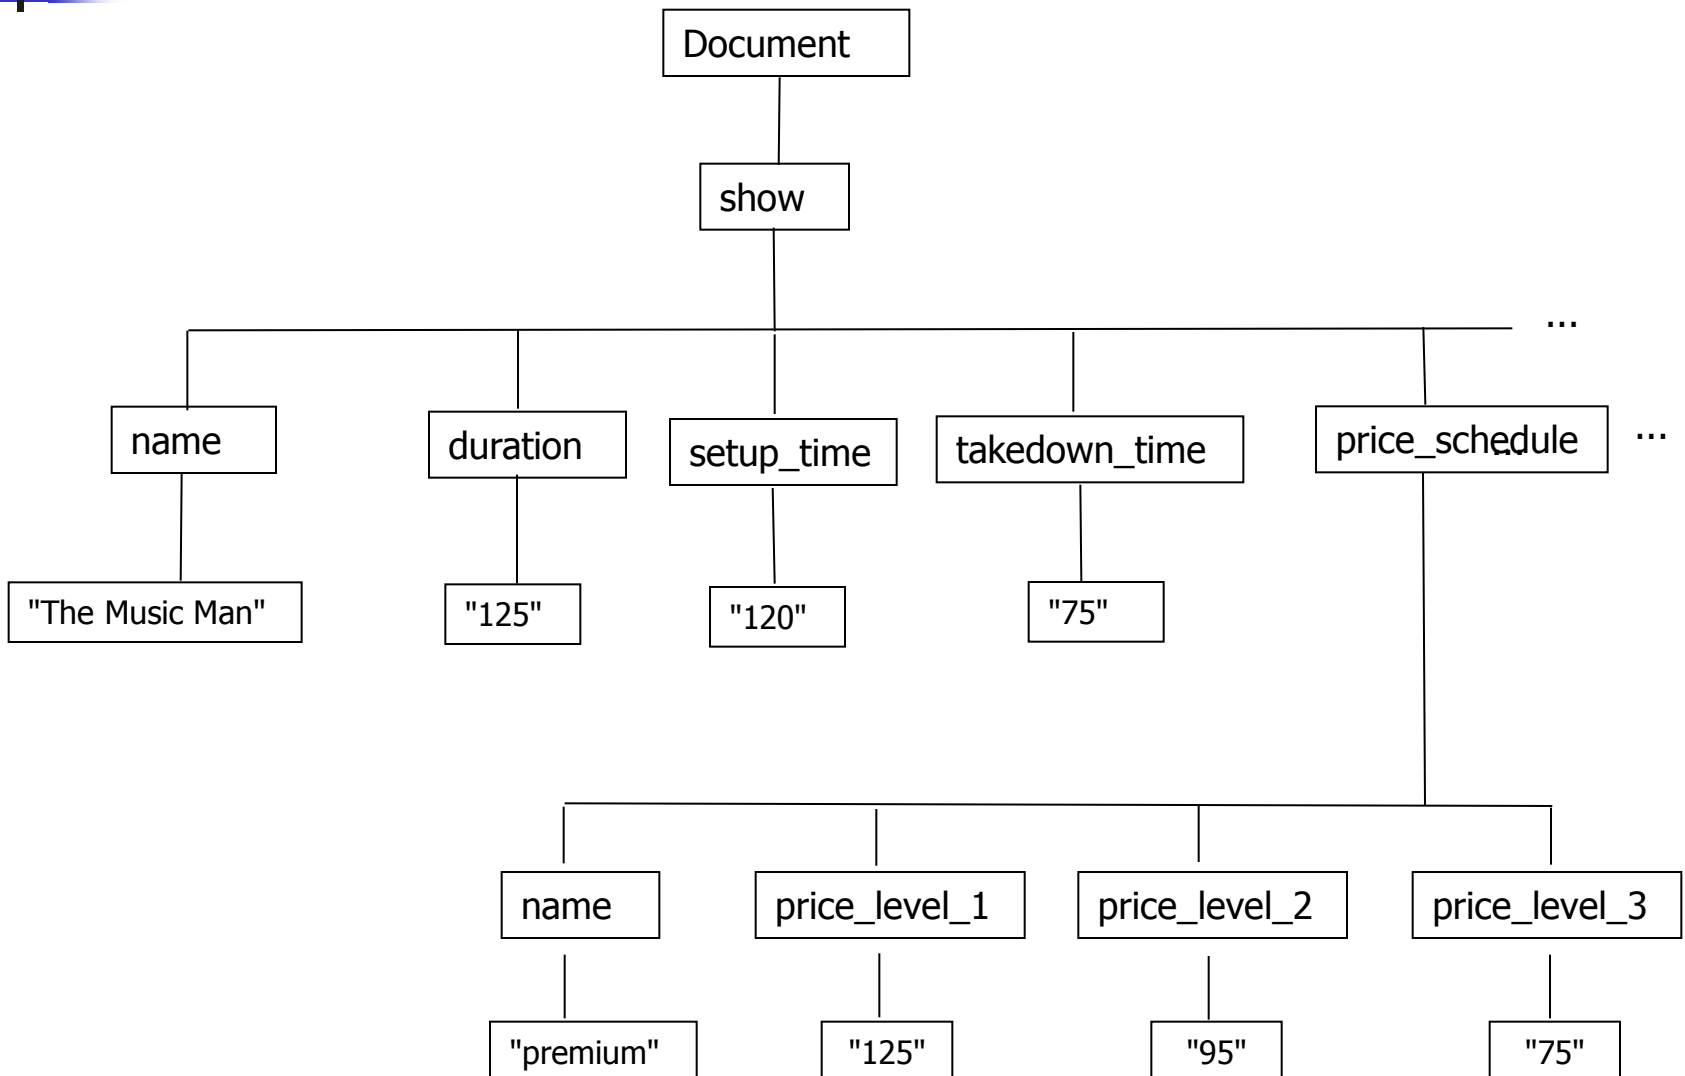 Document
show
...
name
duration
setup_time
takedown_time
price_schedule
...
...
"The Music Man"
"125"
"120"
"75"
name
price_level_1
price_level_2
price_level_3
"premium"
"125"
"95"
"75"